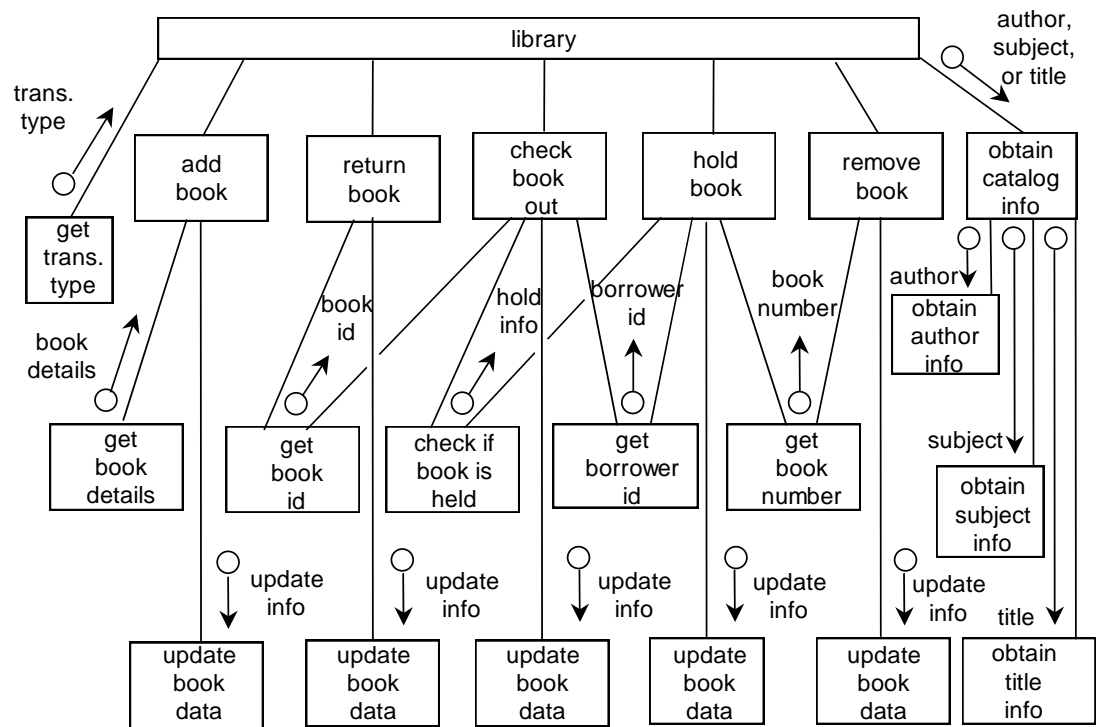 library
author,
subject,
or title
trans.
type
add
book
return
book
check
book
out
hold
book
remove
book
obtain
catalog
info
get
trans.
type
book
details
book
id
hold
info
borrower
id
book
number
author
obtain
author
info
get
book
details
get
book
id
check if
book is
held
get
borrower
id
get
book
number
subject
obtain
subject
info
update
info
update
info
update
info
update
info
update
info
title
update
book
data
update
book
data
update
book
data
update
book
data
update
book
data
obtain
title
info